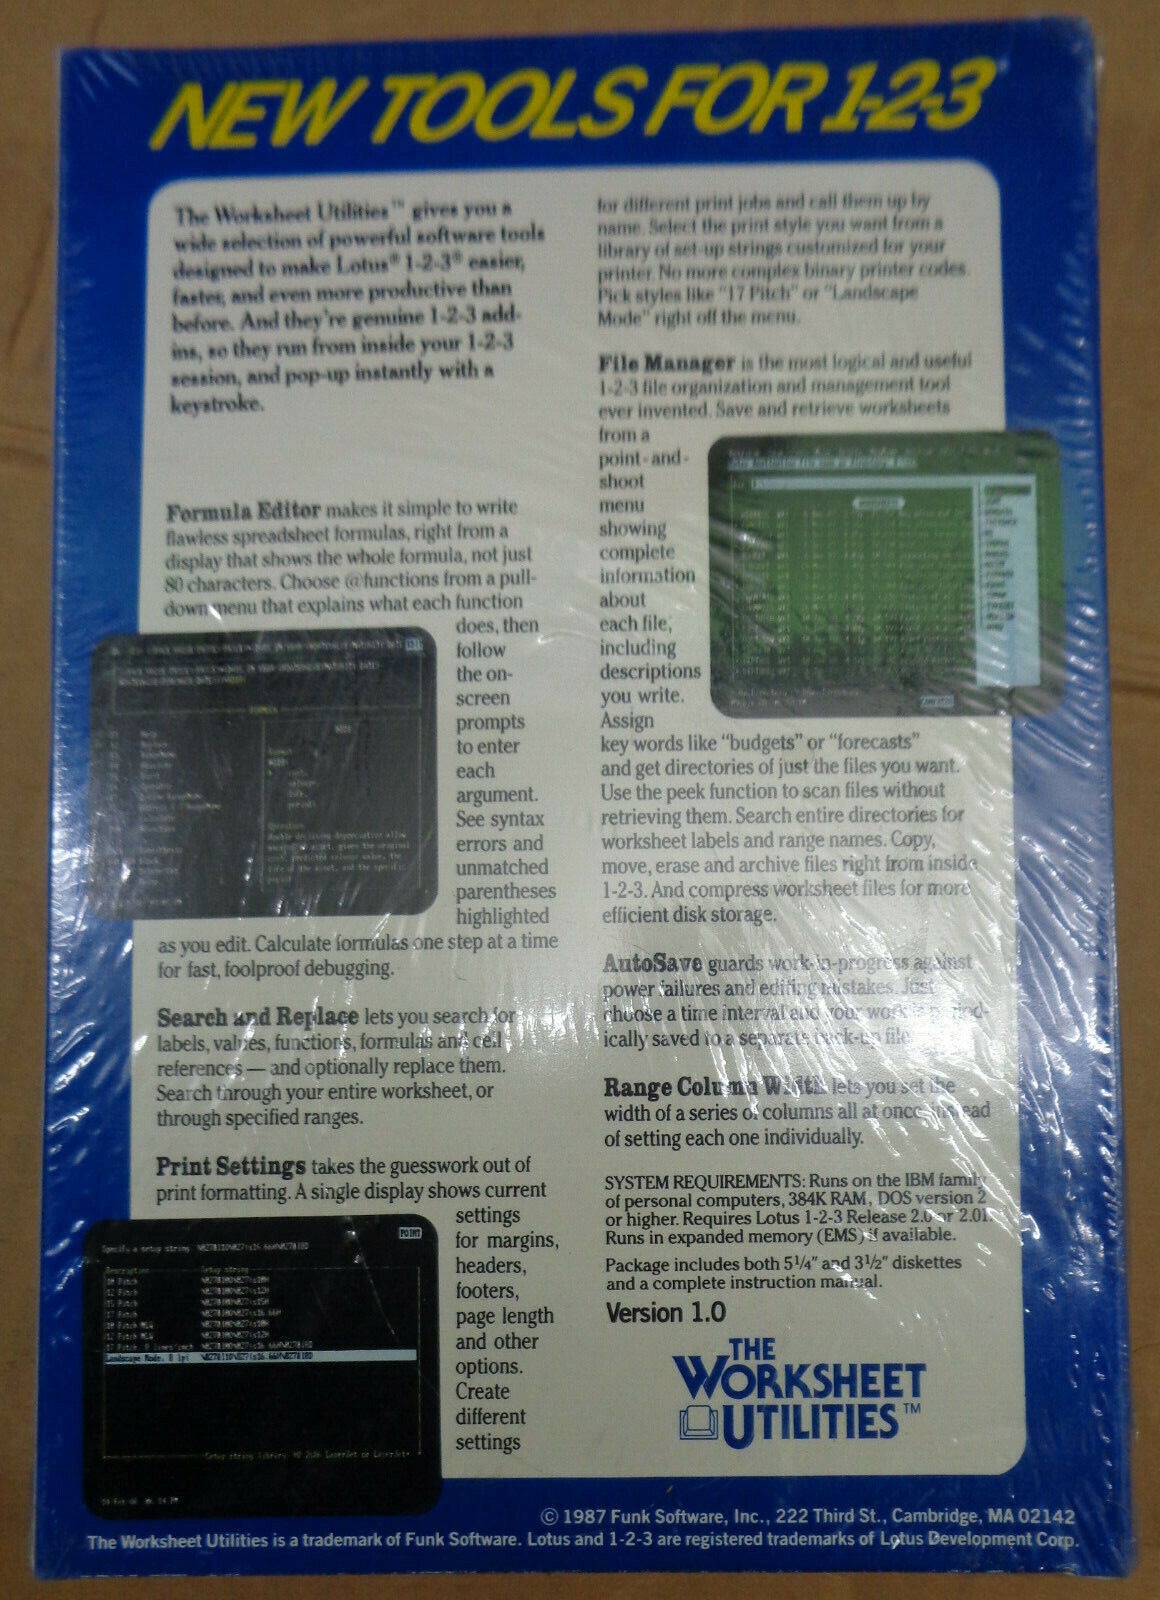 NEW TOOLS FOR 1-2-3
The Worksheet Utilities™ gives you a
wide selection of powerful software tools
designed to make Lotus® 1-2-3® easier,
faster, and even more productive than
before. And they're genuine 1-2-3 add-
ins, so they run from inside your 1-2-3
session, and pop-up instantly with a
keystroke.
Formula Editor makes it simple to write
flawless spreadsheet formulas, right from a
display that shows the whole formula, not just
80 characters. Choose @functions from a pull-
down menu that explains what each function
does, then
follow
the on-
screen
prompts
to enter
each
argument.
See syntax
errors and
unmatched
parentheses
highlighted
as you edit. Calculate formulas one step at a time
for fast, foolproof debugging.
Search and Replace lets you search for
labels, values, functions, formulas and cell
references — and optionally replace them.
Search through your entire worksheet, or
through specified ranges.
Print Settings takes the guesswork out of
print formatting. A single display shows current
settings
for margins,
headers,
footers,
page length
and other
options.
Create
different
settings
POINT
Specify a setup string
Description Setup string
10 Pitch
12 Pitch
15 Pitch
17 Pitch
Landscape Mode, 8 lpi
for different print jobs and call them up by
name. Select the print style you want from a
library of set-up strings customized for your
printer. No more complex binary printer codes.
Pick styles like "17 Pitch" or "Landscape
Mode" right off the menu.
File Manager is the most logical and useful
1-2-3 file organization and management tool
ever invented. Save and retrieve worksheets
from a
point-and-
shoot
menu
showing
complete
information
about
each file,
including
descriptions
you write.
Assign
key words like "budgets" or "forecasts"
and get directories of just the files you want.
Use the peek function to scan files without
retrieving them. Search entire directories for
worksheet labels and range names. Copy,
move, erase and archive files right from inside
1-2-3. And compress worksheet files for more
efficient disk storage.
AutoSave guards work-in-progress against
power failures and editing mistakes. Just
choose a time interval and your work is period-
ically saved to a separate back-up file.
Range Column Width lets you set the
width of a series of columns all at once, instead
of setting each one individually.
SYSTEM REQUIREMENTS: Runs on the IBM family
of personal computers, 384K RAM, DOS version 2
or higher. Requires Lotus 1-2-3 Release 2.0 or 2.01.
Runs in expanded memory (EMS) if available.
Package includes both 5¼" and 3½" diskettes
and a complete instruction manual.
Version 1.0
THE
WORKSHEET
UTILITIES™
© 1987 Funk Software, Inc., 222 Third St., Cambridge, MA 02142
The Worksheet Utilities is a trademark of Funk Software. Lotus and 1-2-3 are registered trademarks of Lotus Development Corp.